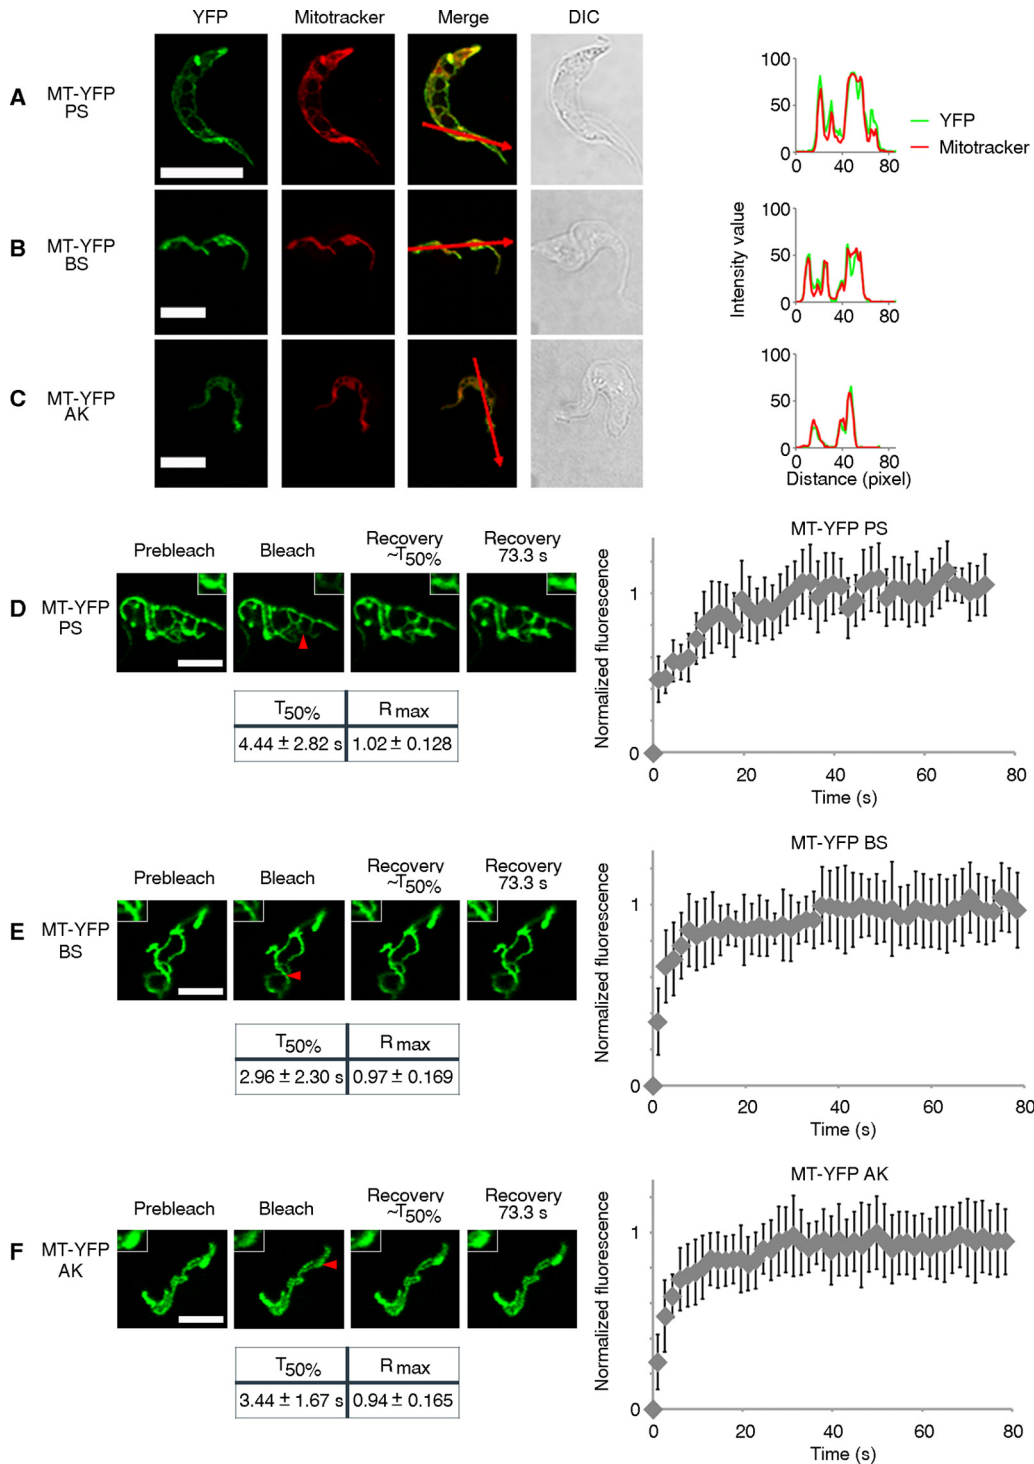 YFP Mitotracker Merge DIC
A MT-YFP PS
YFP
Mitotracker
100
50
0
0 40 80
B MT-YFP BS
Intensity value
100
50
0
0 40 80
C MT-YFP AK
100
50
0
0 40 80
Distance (pixel)
D MT-YFP PS
Prebleach Bleach Recovery ~T50% Recovery 73.3 s
T50% R max
4.44 ± 2.82 s 1.02 ± 0.128
MT-YFP PS
Normalized fluorescence
1
0
0 20 40 60 80
Time (s)
E MT-YFP BS
Prebleach Bleach Recovery ~T50% Recovery 73.3 s
T50% R max
2.96 ± 2.30 s 0.97 ± 0.169
MT-YFP BS
Normalized fluorescence
1
0
0 20 40 60 80
Time (s)
F MT-YFP AK
Prebleach Bleach Recovery ~T50% Recovery 73.3 s
T50% R max
3.44 ± 1.67 s 0.94 ± 0.165
MT-YFP AK
Normalized fluorescence
1
0
0 20 40 60 80
Time (s)